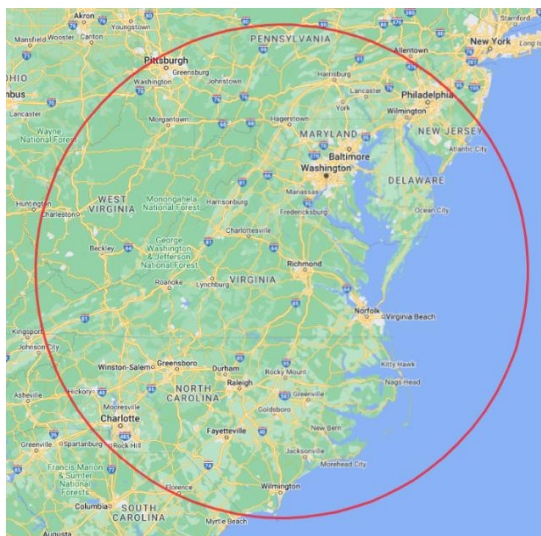 Akron
Youngstown
Stamford
Mansfield
Wooster
Canton
PENNSYLVANIA
Allentown
New York
Long Is
Pittsburgh
Greensburg
Johnstown
Harrisburg
OHIO
Washington
Lancaster
Philadelphia
mbus
York
Wilmington
Lancaster
Morgantown
Hagerstown
MARYLAND
NEW JERSEY
Wayne
National Forest
Baltimore
Atlantic City
Washington
DELAWARE
Manassas
WEST
VIRGINIA
Monongahela
National Forest
Harrisonburg
Huntington
Charleston
Fredericksburg
Ocean City
Charlottesville
George
Washington
& Jefferson
National Forest
Beckley
Richmond
VIRGINIA
Roanoke
Lynchburg
Norfolk
Virginia Beach
Kingsport
Johnson City
Winston-Salem
Greensboro
Durham
Rocky Mount
Kitty Hawk
Raleigh
Nags Head
Asheville
Hickory
NORTH
CAROLINA
Greenville
Mooresville
Goldsboro
Charlotte
Fayetteville
New Bern
Greenville
Spartanburg
Rock Hill
Jacksonville
Morehead City
Francis Marion
& Sumter
National
Forests
Florence
Wilmington
Columbia
SOUTH
CAROLINA
Myrtle Beach
Augusta